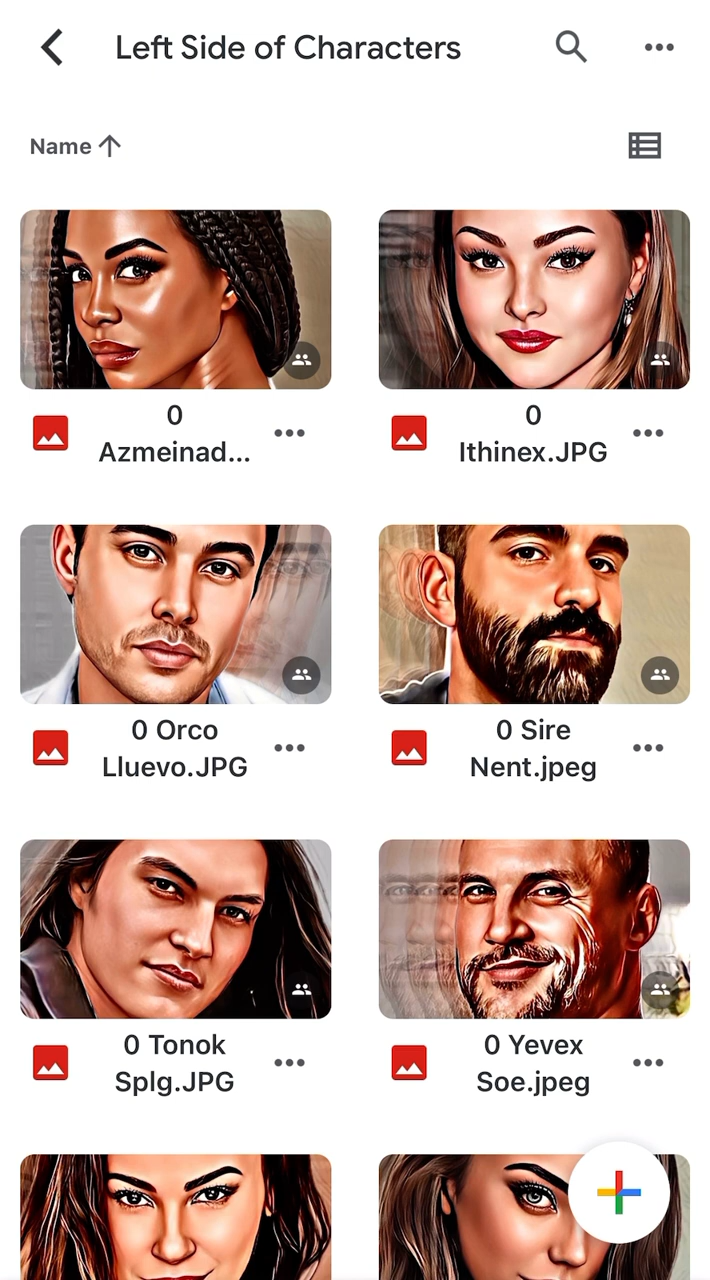 Left Side of Characters
Name
0
Azmeinad...
0
Ithinex.JPG
0 Orco
Lluevo.JPG
0 Sire
Nent.jpeg
0 Tonok
Splg.JPG
0 Yevex
Soe.jpeg